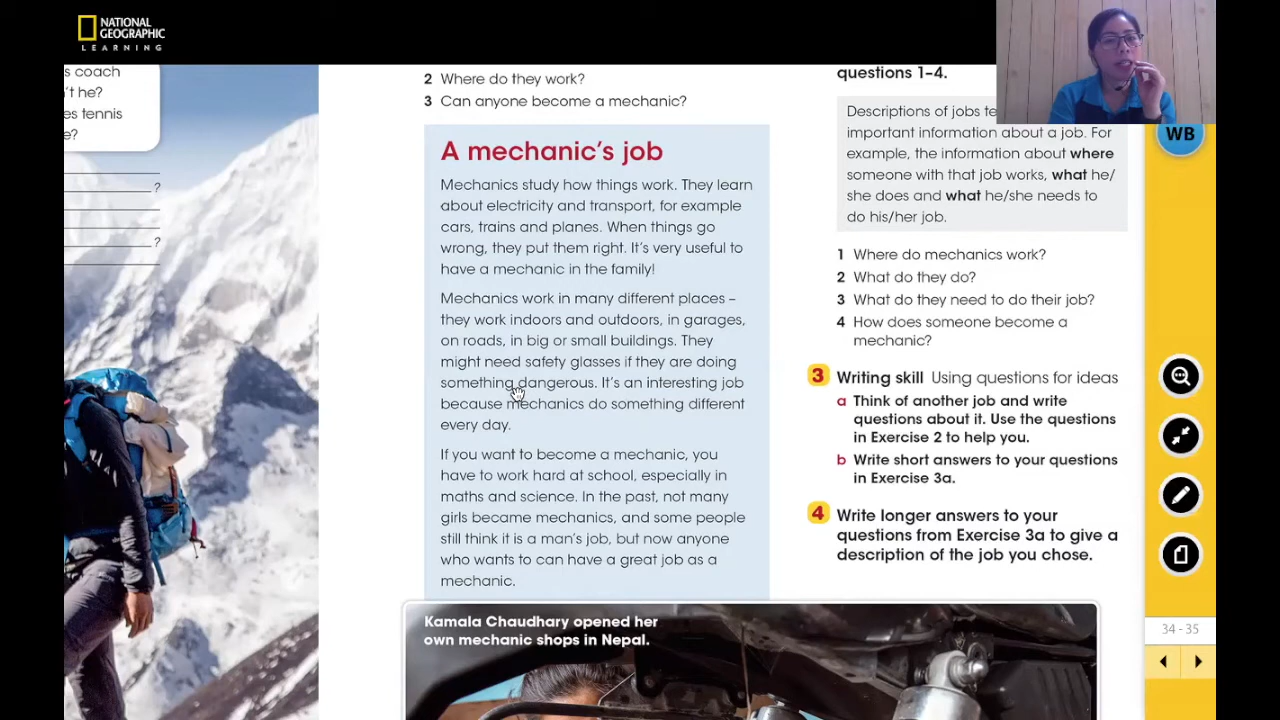 NATIONAL
GEOGRAPHIC
LEARNING
s coach
't he?
es tennis
e?
?
?
2 Where do they work?
3 Can anyone become a mechanic?
A mechanic's job
Mechanics study how things work. They learn
about electricity and transport, for example
cars, trains and planes. When things go
wrong, they put them right. It's very useful to
have a mechanic in the family!
Mechanics work in many different places –
they work indoors and outdoors, in garages,
on roads, in big or small buildings. They
might need safety glasses if they are doing
something dangerous. It's an interesting job
because mechanics do something different
every day.
If you want to become a mechanic, you
have to work hard at school, especially in
maths and science. In the past, not many
girls became mechanics, and some people
still think it is a man's job, but now anyone
who wants to can have a great job as a
mechanic.
Kamala Chaudhary opened her
own mechanic shops in Nepal.
questions 1–4.
Descriptions of jobs te
important information about a job. For
example, the information about where
someone with that job works, what he/
she does and what he/she needs to
do his/her job.
1 Where do mechanics work?
2 What do they do?
3 What do they need to do their job?
4 How does someone become a
mechanic?
3 Writing skill Using questions for ideas
a Think of another job and write
questions about it. Use the questions
in Exercise 2 to help you.
b Write short answers to your questions
in Exercise 3a.
4 Write longer answers to your
questions from Exercise 3a to give a
description of the job you chose.
WB
34 - 35